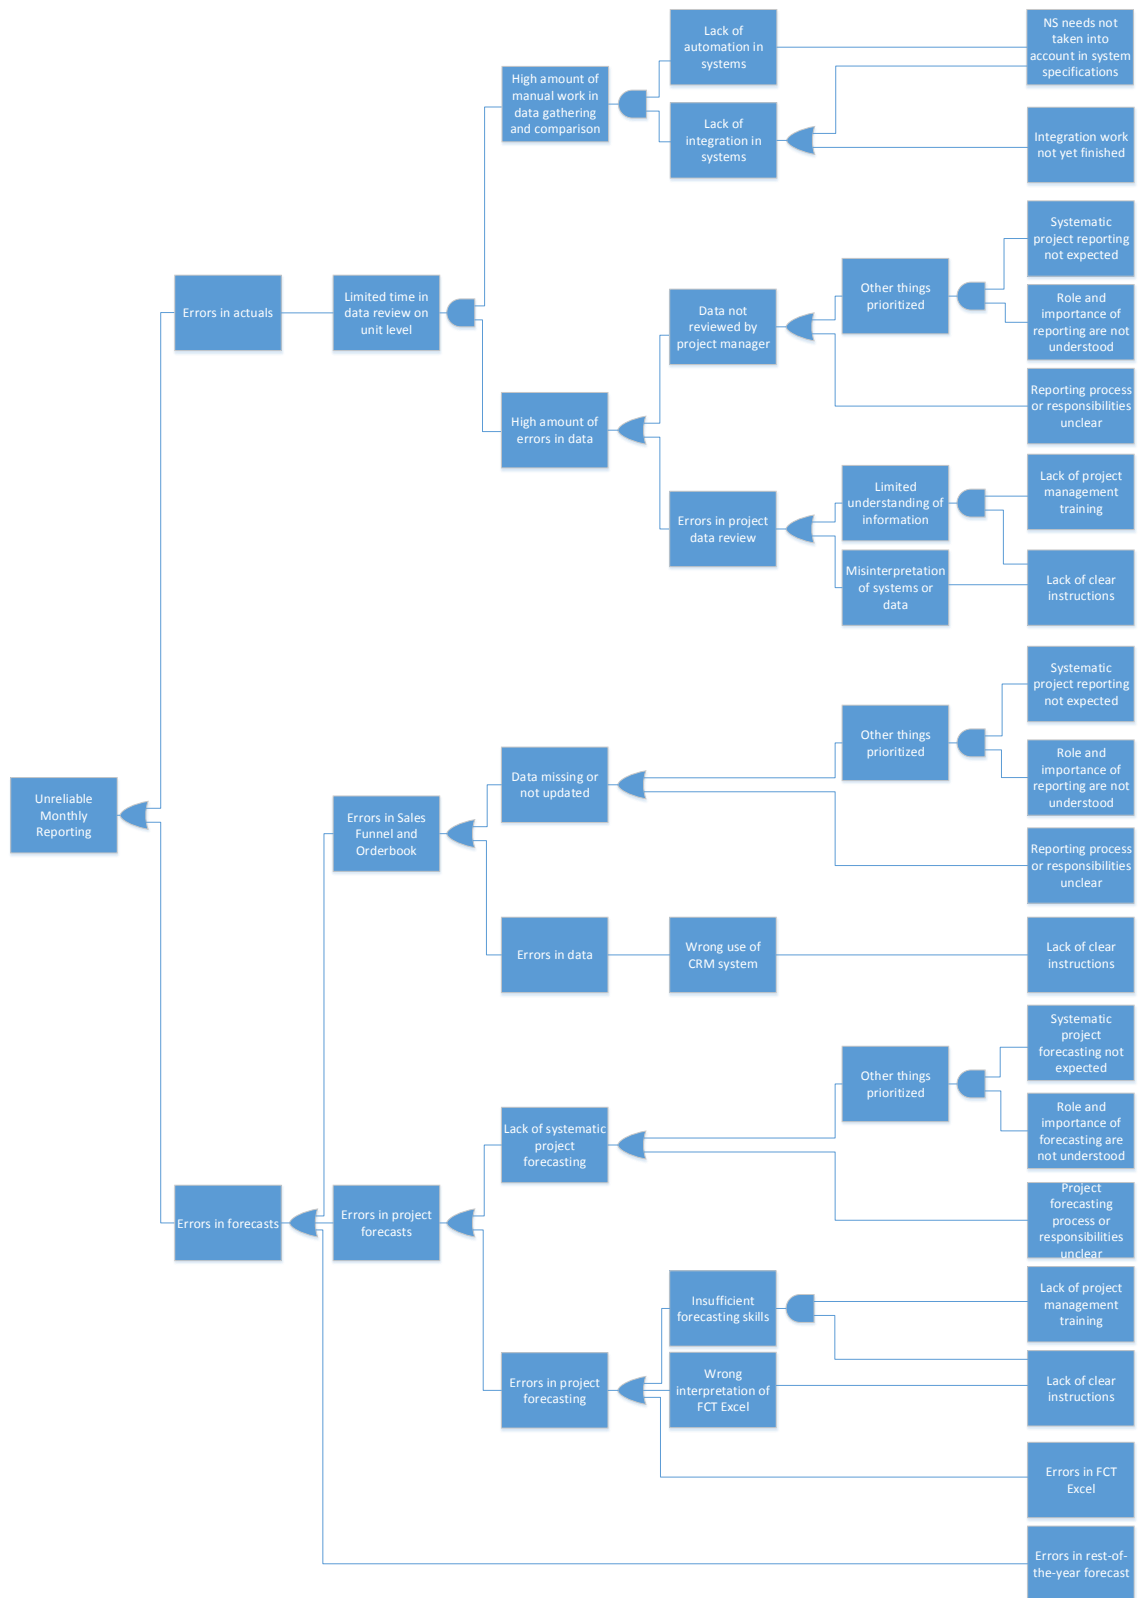 Lack of
automation in
systems
NS needs not
taken into
account in system
specifications
High amount of
manual work in
data gathering
and comparison
Lack of
integration in
systems
Integration work
not yet finished
Systematic
project reporting
not expected
Other things
prioritized
Role and
importance of
reporting are not
understood
Errors in actuals
Limited time in
data review on
unit level
Data not
reviewed by
project manager
Reporting process
or responsibilities
unclear
High amount of
errors in data
Lack of project
management
training
Limited
understanding of
information
Errors in project
data review
Misinterpretation
of systems or
data
Lack of clear
instructions
Systematic
project reporting
not expected
Other things
prioritized
Role and
importance of
reporting are not
understood
Data missing or
not updated
Unreliable
Monthly
Reporting
Errors in Sales
Funnel and
Orderbook
Reporting process
or responsibilities
unclear
Errors in data
Wrong use of
CRM system
Lack of clear
instructions
Systematic
project
forecasting not
expected
Other things
prioritized
Role and
importance of
forecasting are
not understood
Lack of systematic
project
forecasting
Errors in forecasts
Errors in project
forecasts
Project
forecasting
process or
responsibilities
unclear
Insufficient
forecasting skills
Lack of project
management
training
Errors in project
forecasting
Wrong
interpretation of
FCT Excel
Lack of clear
instructions
Errors in FCT
Excel
Errors in rest-of-
the-year forecast